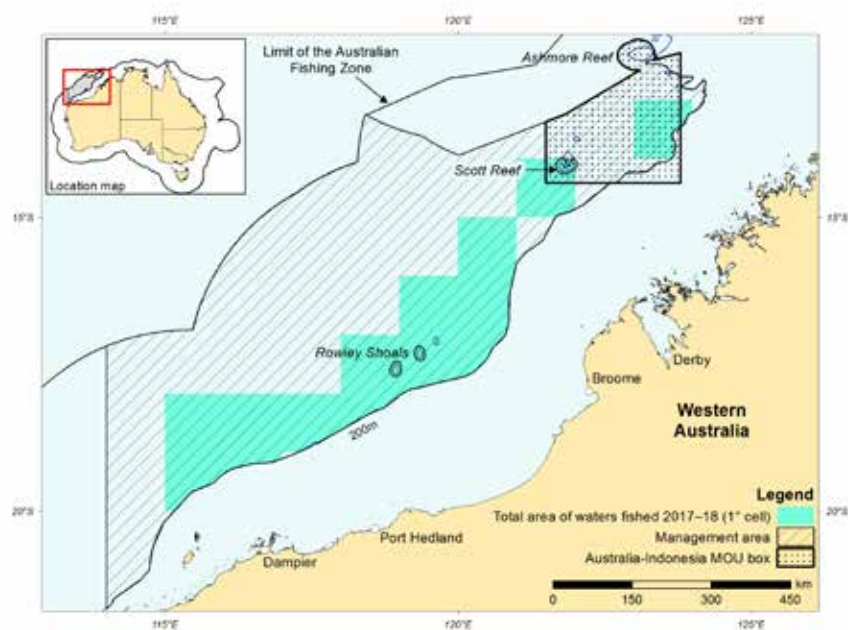 115°E
120°E
125°E
Limit of the Australian
Fishing Zone
Ashmore Reef
Location map
Scott Reef
15°S
15°S
Rowley Shoals
Derby
Broome
Western
Australia
200m
Legend
20°S
20°S
Total area of waters fished 2017–18 (1° cell)
Port Hedland
Management area
Dampier
Australia-Indonesia MOU box
km
0
150
300
450
115°E
120°E
125°E